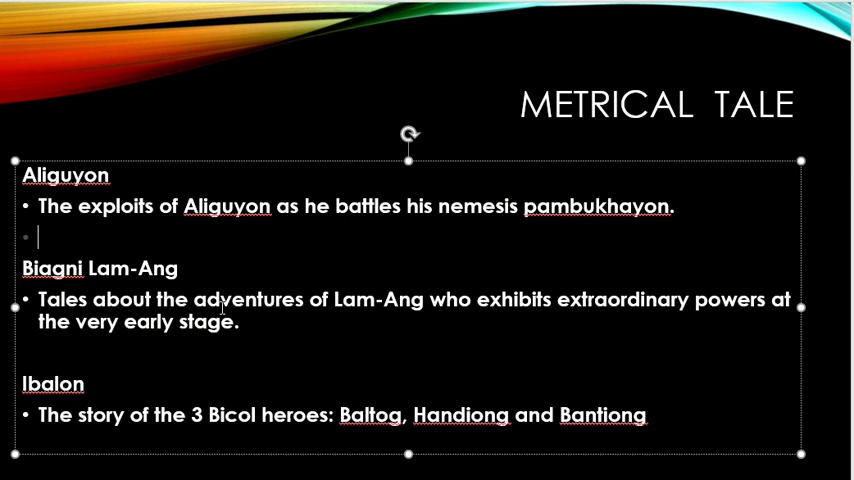 METRICAL TALE
Aliguyon
• The exploits of Aliguyon as he battles his nemesis pambukhayon.
•
Biagni Lam-Ang
• Tales about the adventures of Lam-Ang who exhibits extraordinary powers at
the very early stage.
Ibalon
• The story of the 3 Bicol heroes: Baltog, Handiong and Bantiong